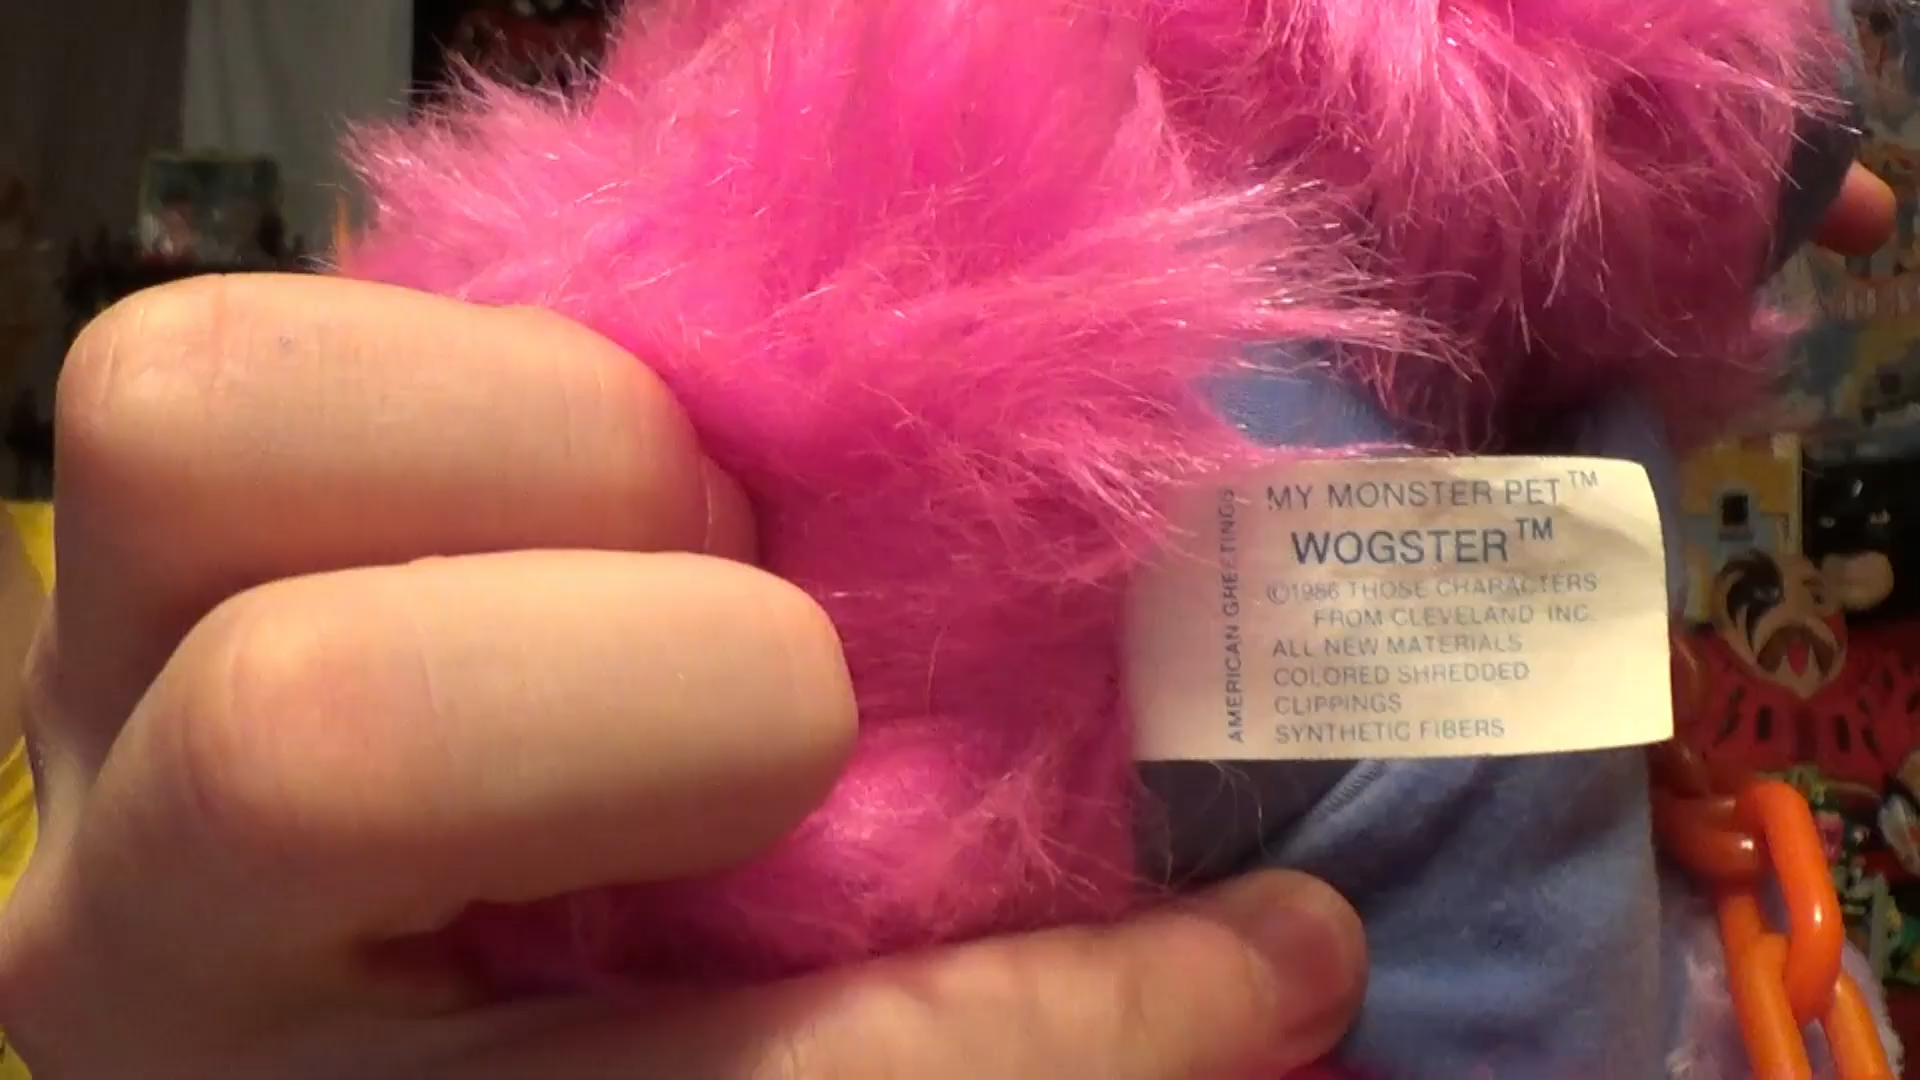 AMERICAN GREETINGS
MY MONSTER PET™
WOGSTER™
©1986 THOSE CHARACTERS
FROM CLEVELAND INC.
ALL NEW MATERIALS
COLORED SHREDDED
CLIPPINGS
SYNTHETIC FIBERS